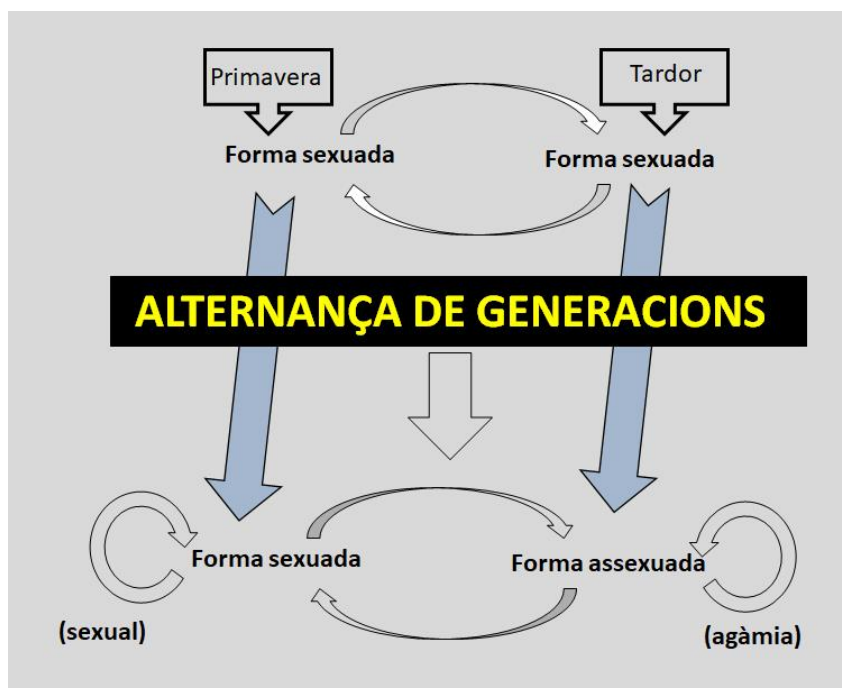 Primavera
Tardor
Forma sexuada
Forma sexuada
ALTERNANÇA DE GENERACIONS
Forma sexuada
Forma assexuada
(sexual)
(agàmia)